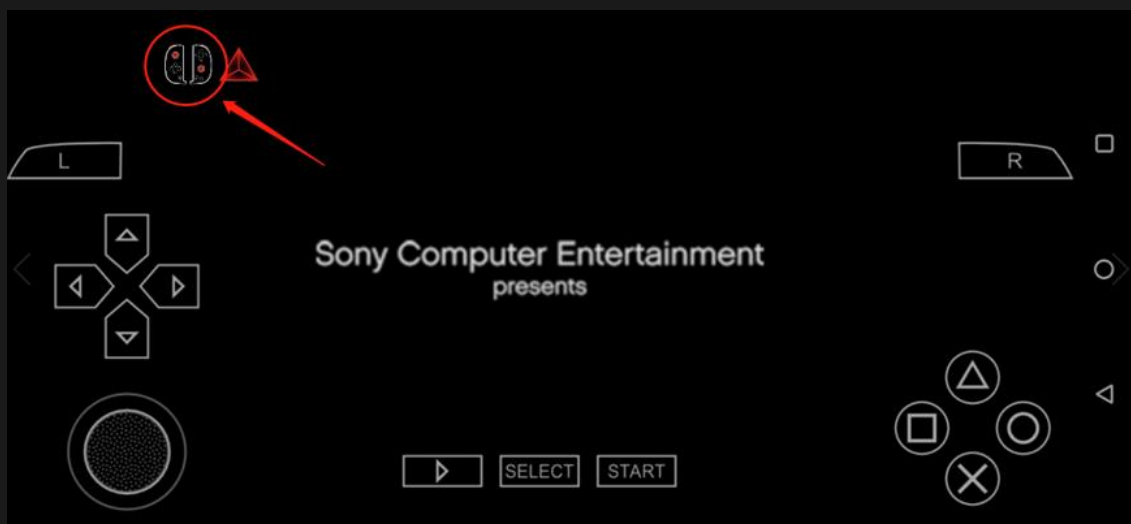 L
R
Sony Computer Entertainment
presents
SELECT
START